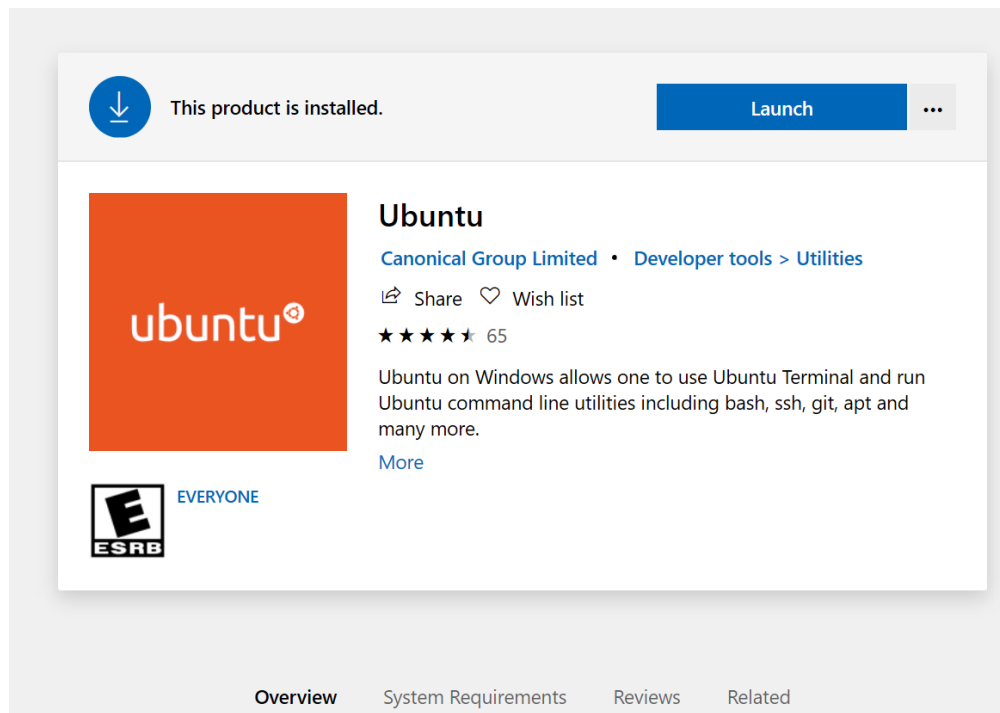 This product is installed.
Launch
...
ubuntu
Ubuntu
Canonical Group Limited • Developer tools > Utilities
Share Wish list
65
Ubuntu on Windows allows one to use Ubuntu Terminal and run
Ubuntu command line utilities including bash, ssh, git, apt and
many more.
More
E
ESRB
EVERYONE
Overview System Requirements Reviews Related